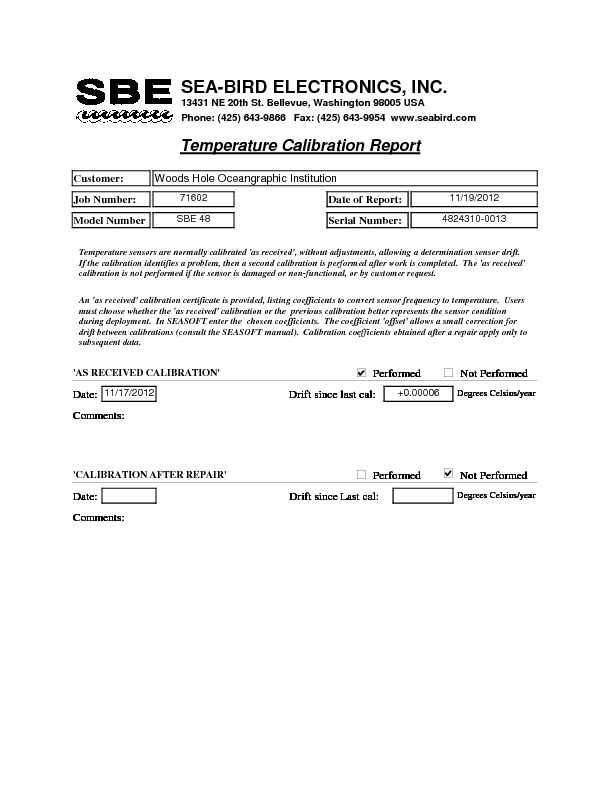 SBE SEA-BIRD ELECTRONICS, INC.
13431 NE 20th St. Bellevue, Washington 98005 USA
Phone: (425) 643-9866 Fax: (425) 643-9954 www.seabird.com
Temperature Calibration Report
Customer: Woods Hole Oceangraphic Institution
Job Number: 71602 Date of Report: 11/19/2012
Model Number SBE 48 Serial Number: 4824310-0013
Temperature sensors are normally calibrated 'as received', without adjustments, allowing a determination sensor drift.
If the calibration identifies a problem, then a second calibration is performed after work is completed. The 'as received'
calibration is not performed if the sensor is damaged or non-functional, or by customer request.
An 'as received' calibration certificate is provided, listing coefficients to convert sensor frequency to temperature. Users
must choose whether the 'as received' calibration or the previous calibration better represents the sensor condition
during deployment. In SEASOFT enter the chosen coefficients. The coefficient 'offset' allows a small correction for
drift between calibrations (consult the SEASOFT manual). Calibration coefficients obtained after a repair apply only to
subsequent data.
'AS RECEIVED CALIBRATION' Performed Not Performed
Date: 11/17/2012 Drift since last cal: +0.00006 Degrees Celsius/year
Comments:
'CALIBRATION AFTER REPAIR' Performed Not Performed
Date: Drift since Last cal: Degrees Celsius/year
Comments: